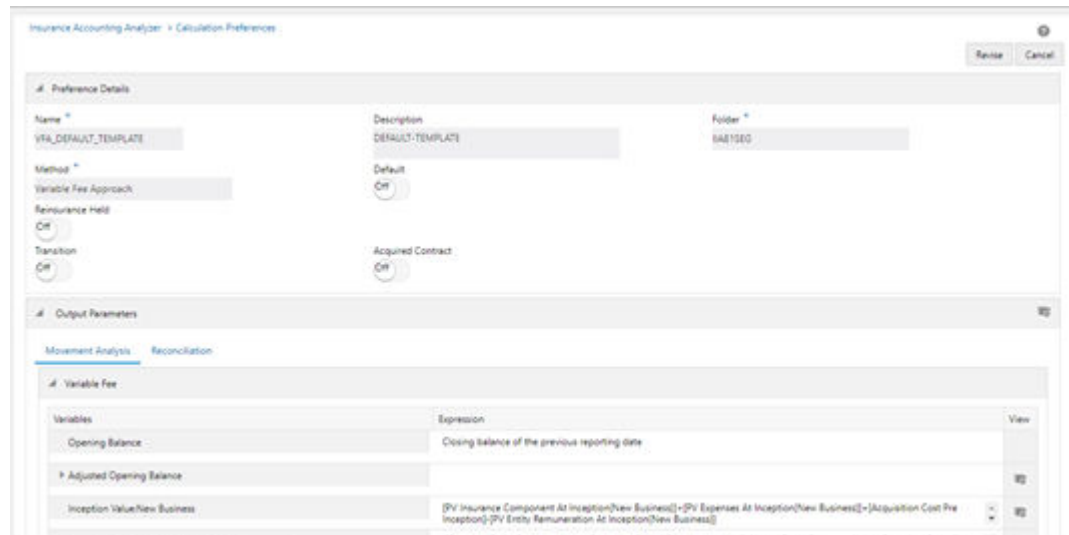 Insurance Accounting Analyzer > Calculation Preferences
Revise Cancel
Preference Details
Name *
Description
Folder *
VFA_DEFAULT_TEMPLATE
DEFAULT-TEMPLATE
Method *
Default
Variable Fee Approach
Off
Reinsurance Held
Off
Transition
Acquired Contract
Off
Off
Output Parameters
Movement Analysis Reconciliation
Variable Fee
Variables
Expression
View
Opening Balance
Closing balance of the previous reporting date
Adjusted Opening Balance
Inception Value:New Business
[PV Insurance Component At Inception[New Business]]+[PV Expenses At Inception[New Business]]+[Acquisition Cost Pre
Inception]-[PV Entity Remuneration At Inception[New Business]]